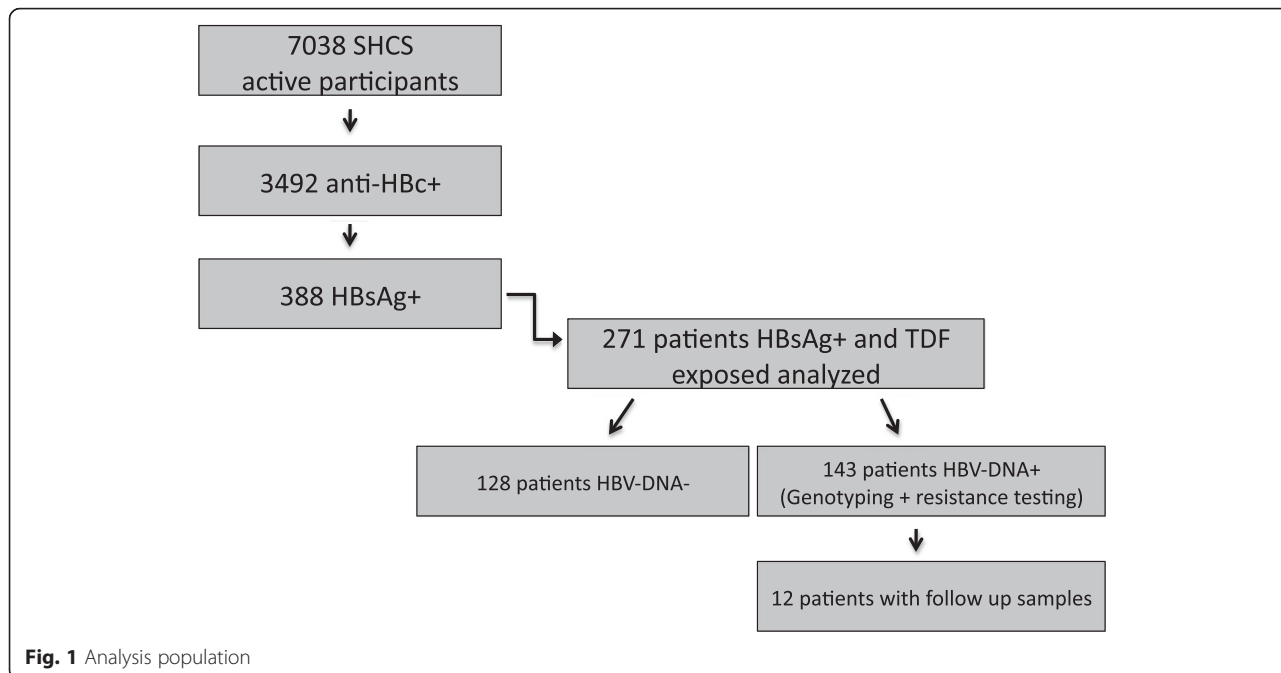 7038 SHCS
active participants
3492 anti-HBc+
388 HBsAg+
271 patients HBsAg+ and TDF
exposed analyzed
128 patients HBV-DNA-
143 patients HBV-DNA+
(Genotyping + resistance testing)
12 patients with follow up samples
Fig. 1 Analysis population